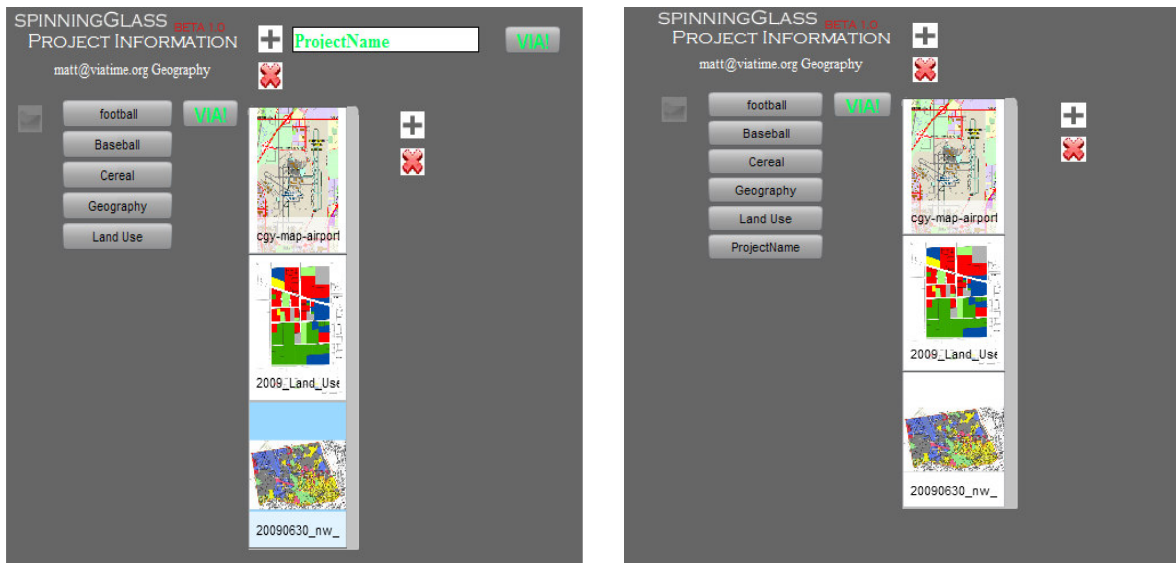 SPINNINGGLASS BETA 1.0
PROJECT INFORMATION
ProjectName
VIA!
matt@viatime.org Geography
football
VIA!
Baseball
Cereal
Geography
Land Use
cgy-map-airport
2009_Land_Use
20090630_nw_
SPINNINGGLASS BETA 1.0
PROJECT INFORMATION
matt@viatime.org Geography
football
VIA!
Baseball
Cereal
Geography
Land Use
ProjectName
cgy-map-airport
2009_Land_Use
20090630_nw_